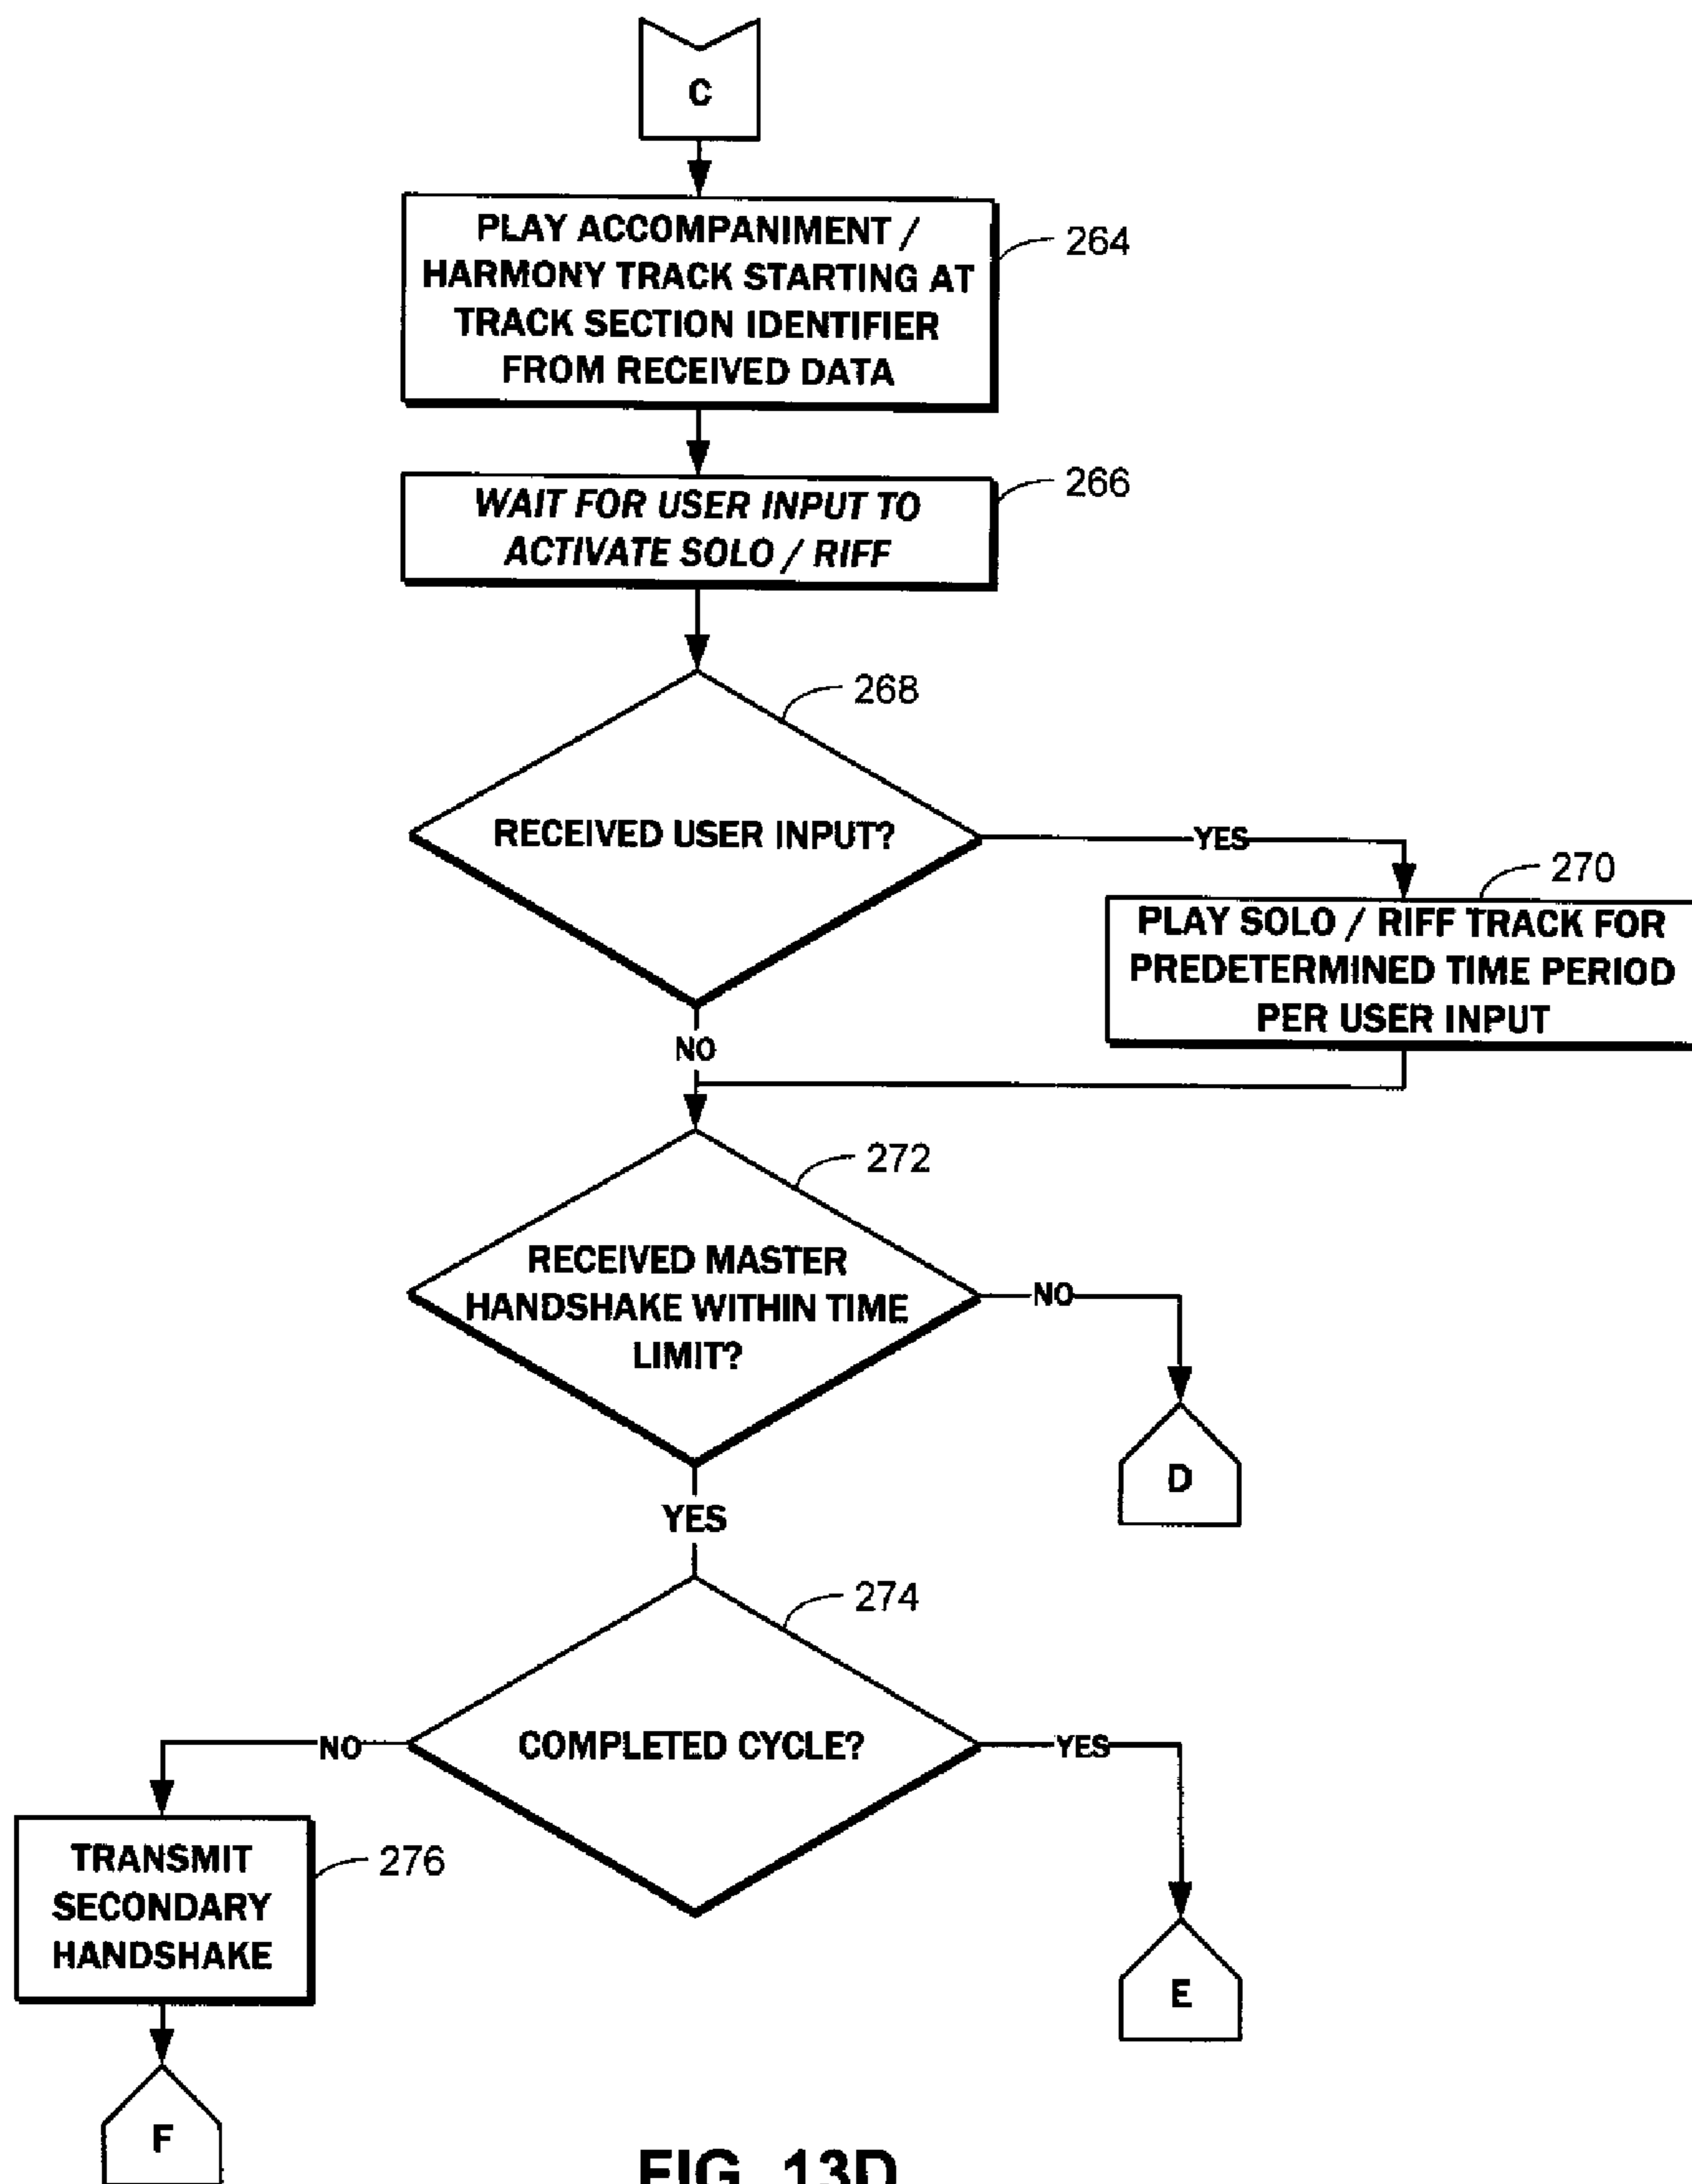 C
PLAY ACCOMPANIMENT /
HARMONY TRACK STARTING AT
TRACK SECTION IDENTIFIER
FROM RECEIVED DATA
264
WAIT FOR USER INPUT TO
ACTIVATE SOLO / RIFF
266
268
RECEIVED USER INPUT?
YES
270
PLAY SOLO / RIFF TRACK FOR
PREDETERMINED TIME PERIOD
PER USER INPUT
NO
272
RECEIVED MASTER
HANDSHAKE WITHIN TIME
LIMIT?
NO
D
YES
274
COMPLETED CYCLE?
NO
YES
TRANSMIT
SECONDARY
HANDSHAKE
276
E
F
FIG. 13D